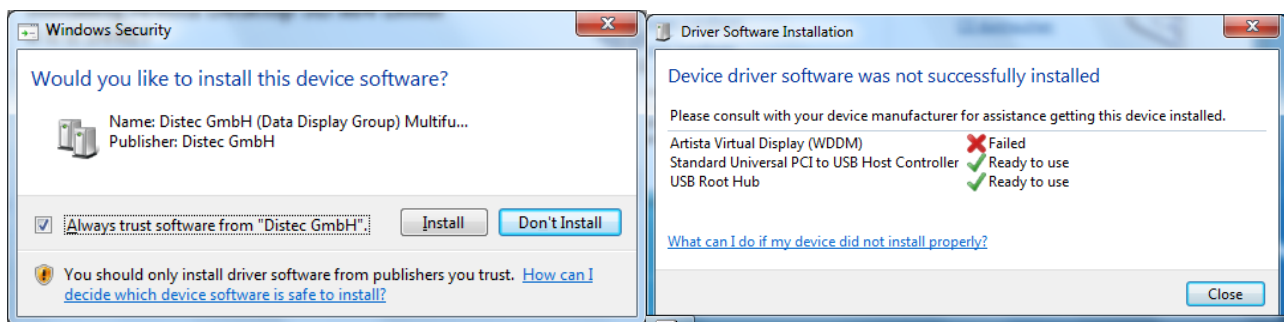 Windows Security
Would you like to install this device software?
Name: Distec GmbH (Data Display Group) Multifu...
Publisher: Distec GmbH
Always trust software from "Distec GmbH".
Install
Don't Install
You should only install driver software from publishers you trust. How can I
decide which device software is safe to install?
Driver Software Installation
Device driver software was not successfully installed
Please consult with your device manufacturer for assistance getting this device installed.
Artista Virtual Display (WDDM) Failed
Standard Universal PCI to USB Host Controller Ready to use
USB Root Hub Ready to use
What can I do if my device did not install properly?
Close